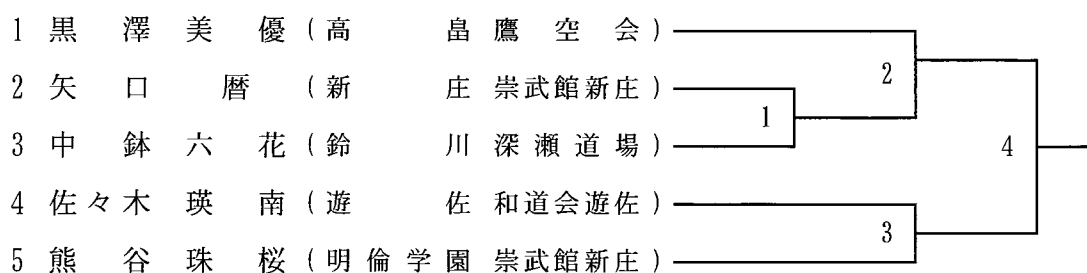 1 黒澤美優（高畠 鷹空会）
2
2 矢口暦（新庄 崇武館新庄）
1
3 中鉢六花（鈴川 深瀬道場）
4
4 佐々木瑛南（遊佐 和道会遊佐）
3
5 熊谷珠桜（明倫学園 崇武館新庄）